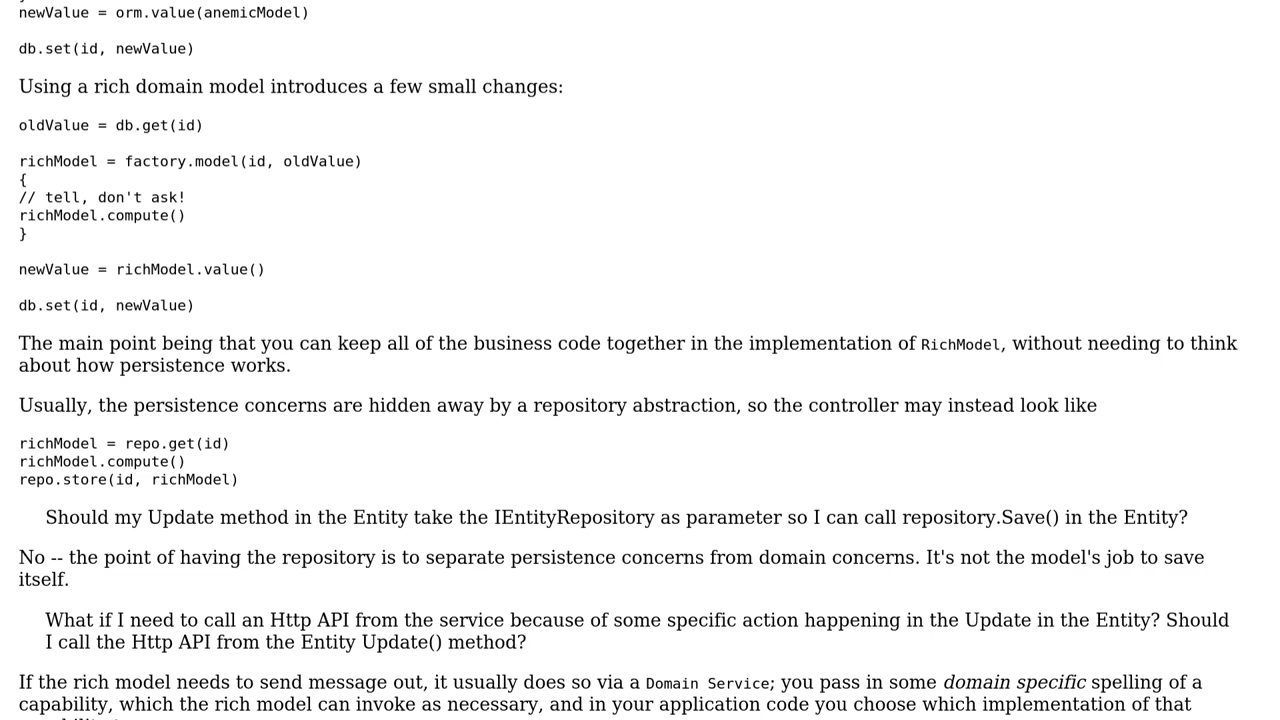 newValue = orm.value(anemicModel)
db.set(id, newValue)
Using a rich domain model introduces a few small changes:
oldValue = db.get(id)
richModel = factory.model(id, oldValue)
{
// tell, don't ask!
richModel.compute()
}
newValue = richModel.value()
db.set(id, newValue)
The main point being that you can keep all of the business code together in the implementation of RichModel, without needing to think
about how persistence works.
Usually, the persistence concerns are hidden away by a repository abstraction, so the controller may instead look like
richModel = repo.get(id)
richModel.compute()
repo.store(id, richModel)
Should my Update method in the Entity take the IEntityRepository as parameter so I can call repository.Save() in the Entity?
No -- the point of having the repository is to separate persistence concerns from domain concerns. It's not the model's job to save
itself.
What if I need to call an Http API from the service because of some specific action happening in the Update in the Entity? Should
I call the Http API from the Entity Update() method?
If the rich model needs to send message out, it usually does so via a Domain Service; you pass in some domain specific spelling of a
capability, which the rich model can invoke as necessary, and in your application code you choose which implementation of that